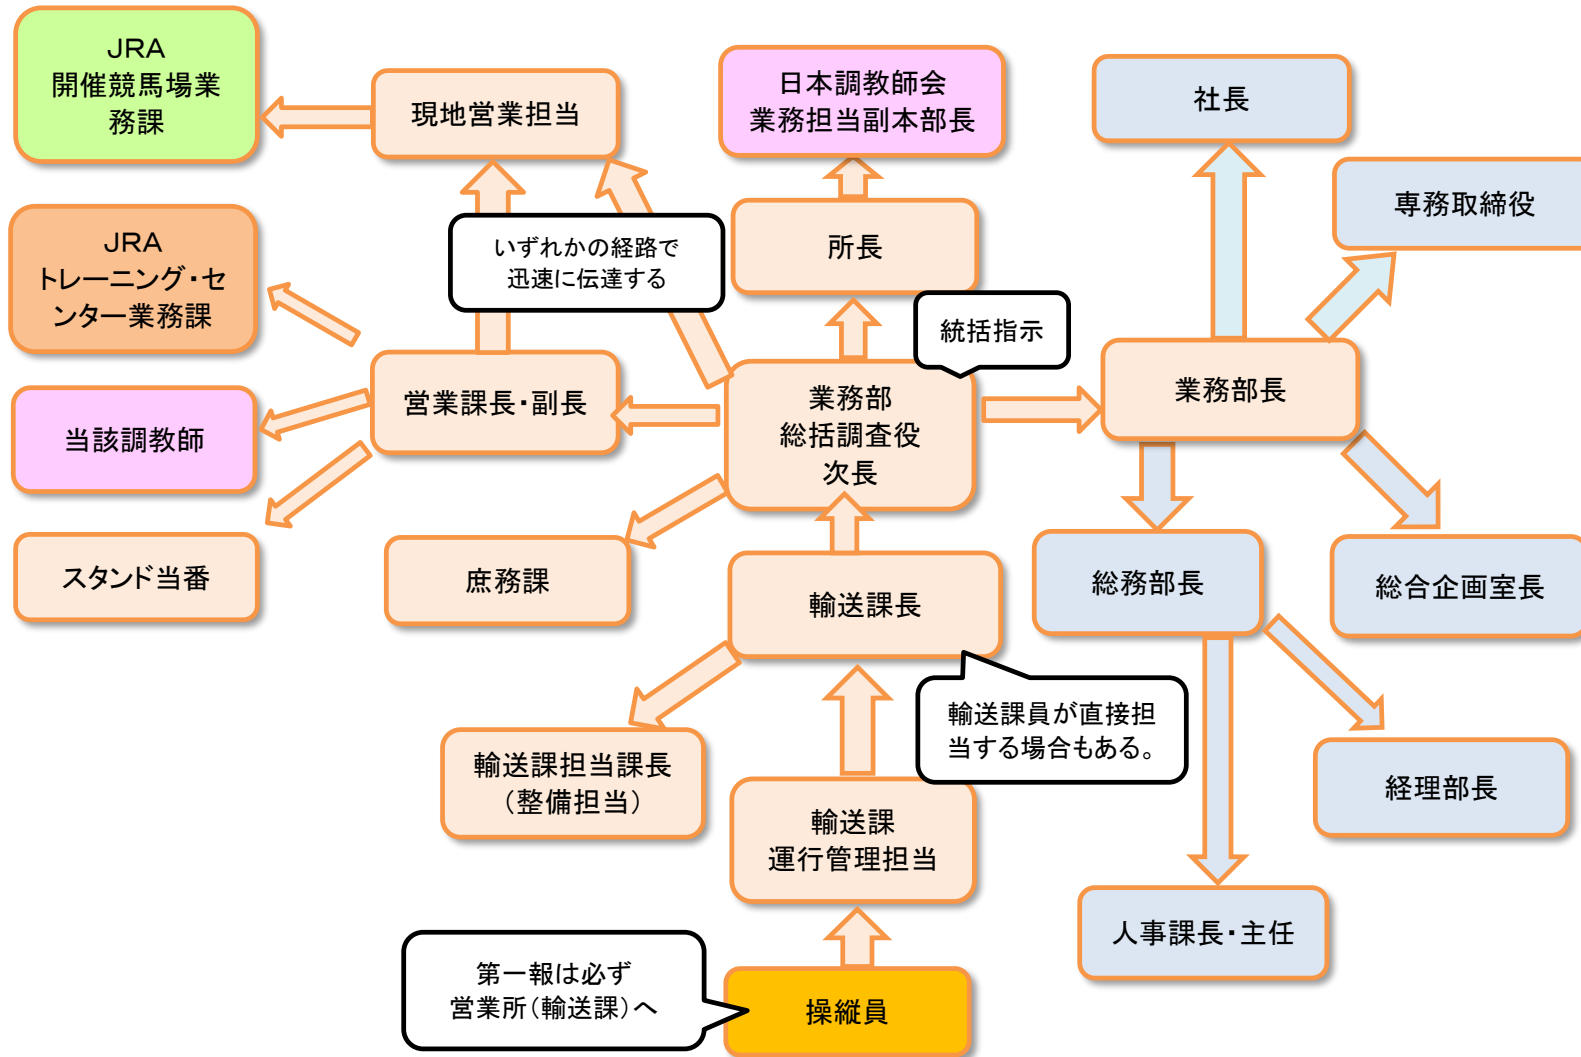 JRA
開催競馬場業
務課
現地営業担当
日本調教師会
業務担当副本部長
社長
専務取締役
JRA
トレーニング・セ
ンター業務課
いずれかの経路で
迅速に伝達する
所長
統括指示
当該調教師
営業課長・副長
業務部
総括調査役
次長
業務部長
スタンド当番
庶務課
輸送課長
総務部長
総合企画室長
輸送課員が直接担
当する場合もある。
輸送課担当課長
(整備担当)
輸送課
運行管理担当
経理部長
人事課長・主任
第一報は必ず
営業所(輸送課)へ
操縦員